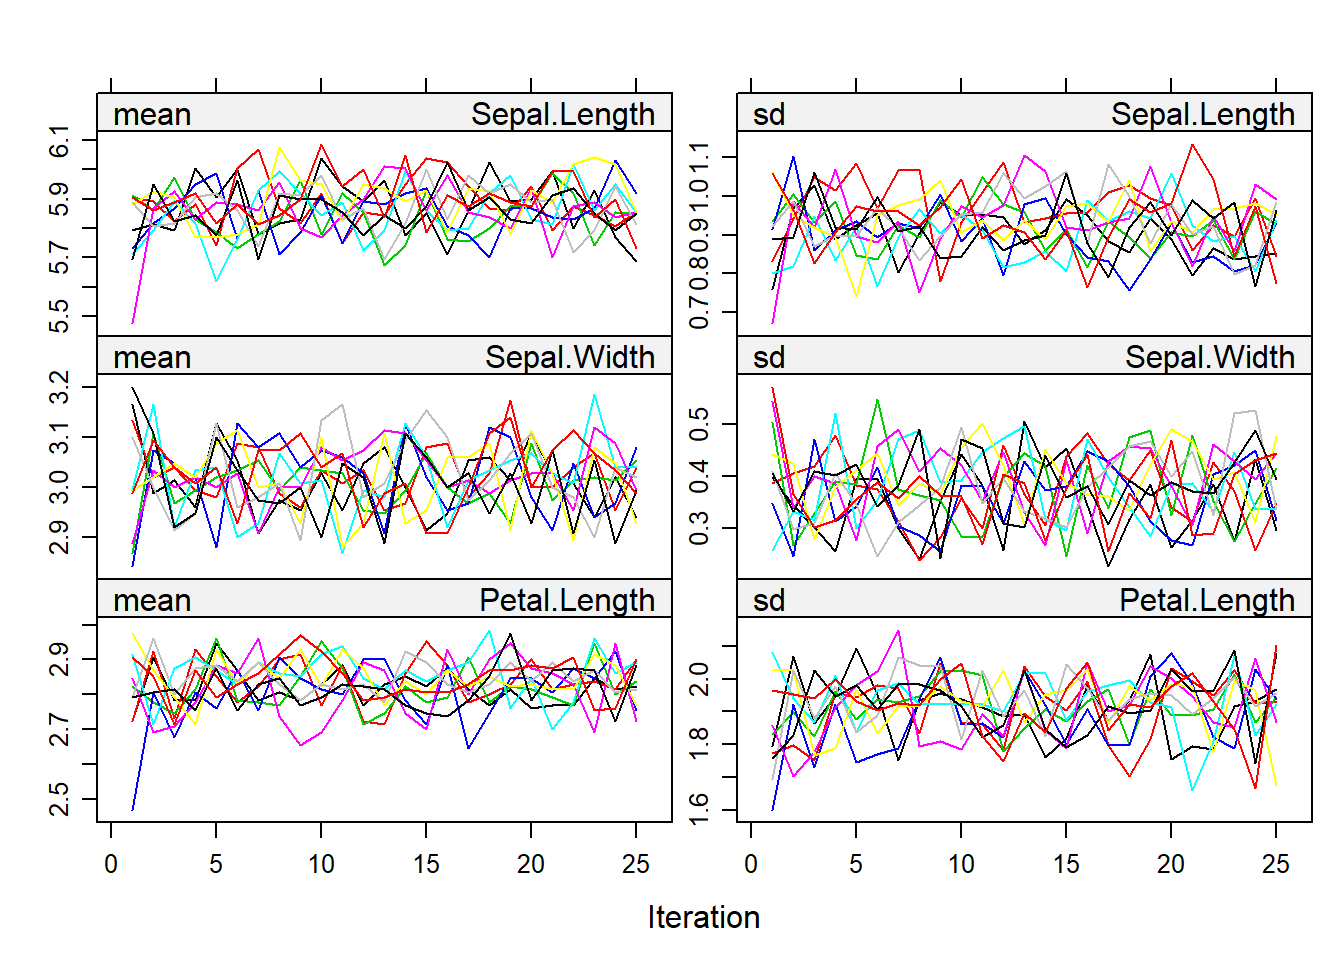 mean Sepal.Length
sd Sepal.Length
6.1
5.9
5.7
5.5
1.1
1.0
0.9
0.8
0.7
mean Sepal.Width
sd Sepal.Width
3.2
3.1
3.0
2.9
0.5
0.4
0.3
mean Petal.Length
sd Petal.Length
2.9
2.7
2.5
2.0
1.8
1.6
0 5 10 15 20 25
0 5 10 15 20 25
Iteration